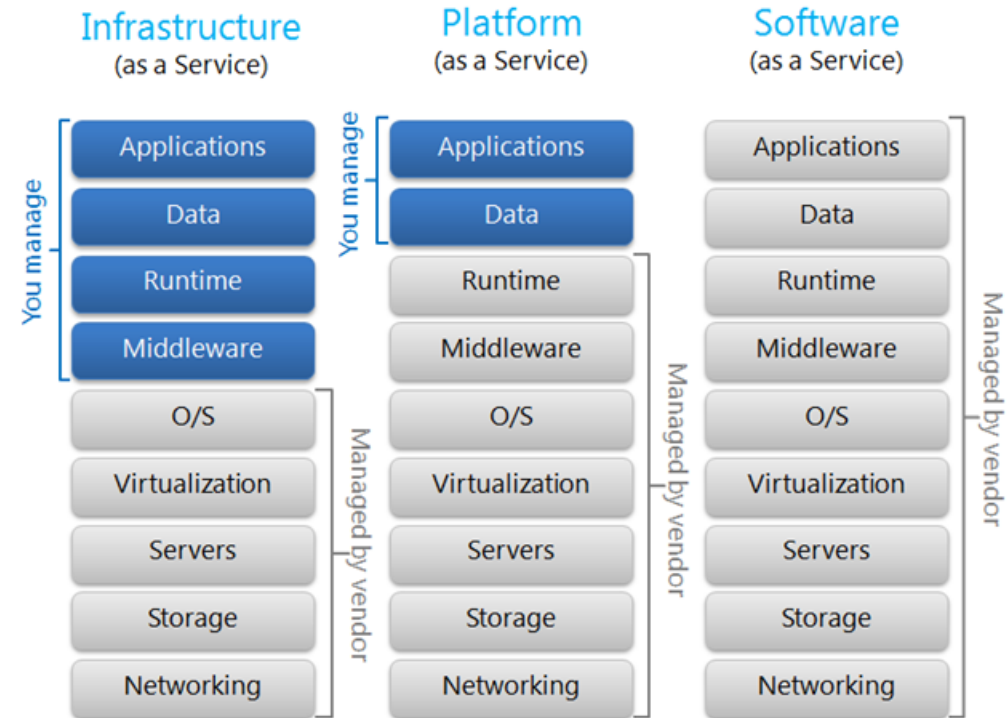 Infrastructure
(as a Service)
You manage
Applications
Data
Runtime
Middleware
O/S
Virtualization
Servers
Storage
Networking
Managed by vendor
Platform
(as a Service)
You manage
Applications
Data
Runtime
Middleware
O/S
Virtualization
Servers
Storage
Networking
Managed by vendor
Software
(as a Service)
Applications
Data
Runtime
Middleware
O/S
Virtualization
Servers
Storage
Networking
Managed by vendor